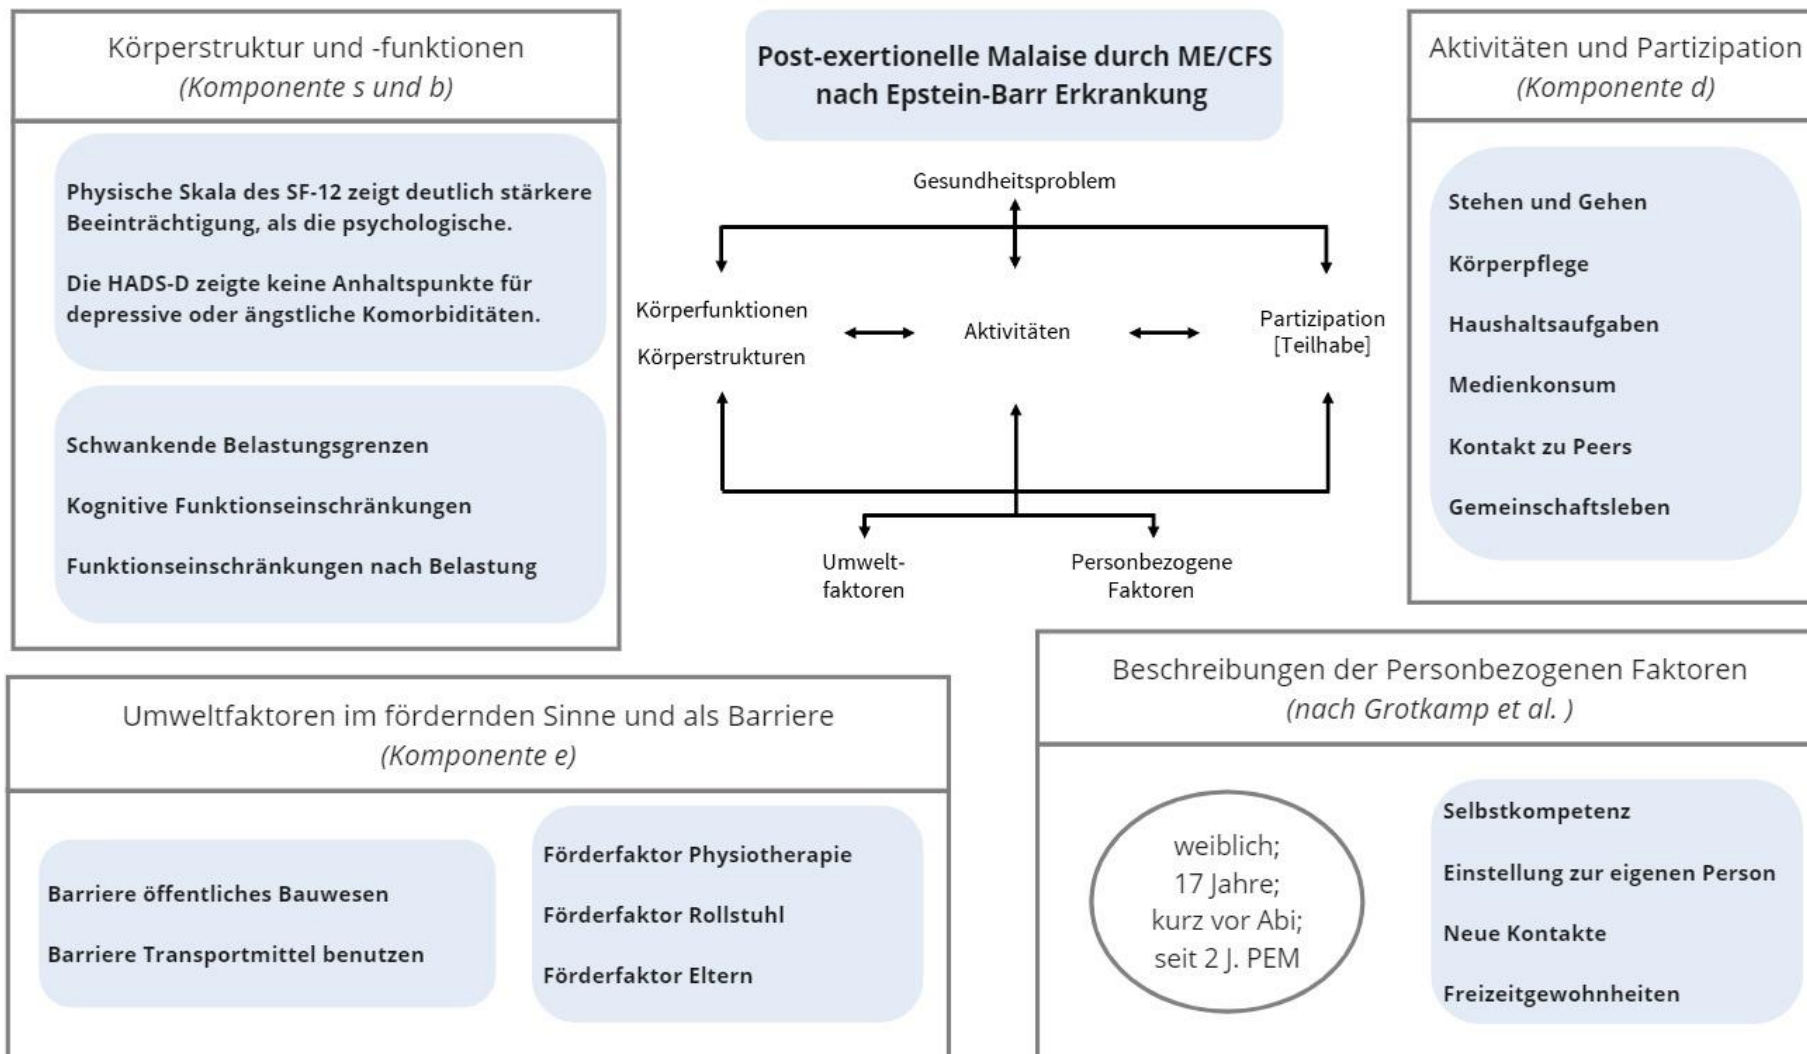 Körperstruktur und -funktionen
(Komponente s und b)
Physische Skala des SF-12 zeigt deutlich stärkere
Beeinträchtigung, als die psychologische.
Die HADS-D zeigte keine Anhaltspunkte für
depressive oder ängstliche Komorbiditäten.
Schwankende Belastungsgrenzen
Kognitive Funktionseinschränkungen
Funktionseinschränkungen nach Belastung
Post-exertionelle Malaise durch ME/CFS
nach Epstein-Barr Erkrankung
Gesundheitsproblem
Körperfunktionen
Körperstrukturen
Aktivitäten
Partizipation
[Teilhabe]
Umwelt-
faktoren
Personbezogene
Faktoren
Aktivitäten und Partizipation
(Komponente d)
Stehen und Gehen
Körperpflege
Haushaltsaufgaben
Medienkonsum
Kontakt zu Peers
Gemeinschaftsleben
Umweltfaktoren im fördernden Sinne und als Barriere
(Komponente e)
Barriere öffentliches Bauwesen
Barriere Transportmittel benutzen
Förderfaktor Physiotherapie
Förderfaktor Rollstuhl
Förderfaktor Eltern
Beschreibungen der Personbezogenen Faktoren
(nach Grotkamp et al. )
weiblich;
17 Jahre;
kurz vor Abi;
seit 2 J. PEM
Selbstkompetenz
Einstellung zur eigenen Person
Neue Kontakte
Freizeitgewohnheiten